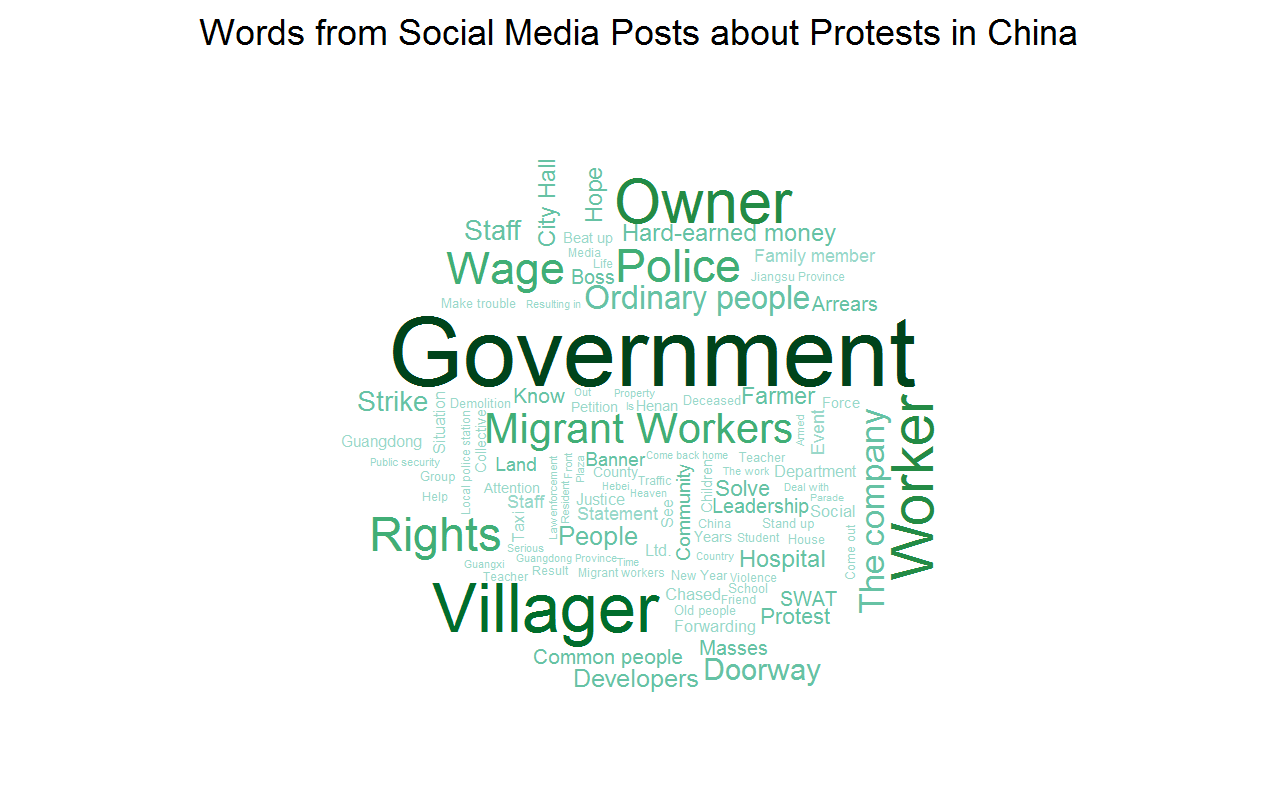 Words from Social Media Posts about Protests in China
City Hall
Hope
Owner
Staff
Beat up
Hard-earned money
Media
Family member
Wage
Life
Police
Boss
Jiangsu Province
Make trouble
Resulting in
Ordinary people
Arrears
Government
Strike
Demolition
Know
Out
Property
Petition
Is
Henan
Deceased
Farmer
Force
Guangdong
Situation
Local police station
Collective
Migrant Workers
Armed
Event
The company
Worker
Public security
Group
Land
Front
Plaza
Banner
Come back home
Teacher
County
The work
Department
Help
Attention
Law enforcement
Resident
Hebei
Traffic
Heaven
Children
Solve
Deal with
Parade
Staff
Justice
Statement
See
Community
Leadership
Social
Rights
Taxi
People
China
Stand up
Years
Student
House
Come out
Serious
Ltd.
Guangxi
Guangdong Province
Time
Country
Hospital
Teacher
Result
Migrant workers
New Year
Violence
Villager
Chased
School
Friend
SWAT
Old people
Protest
Forwarding
Common people
Masses
Developers
Doorway